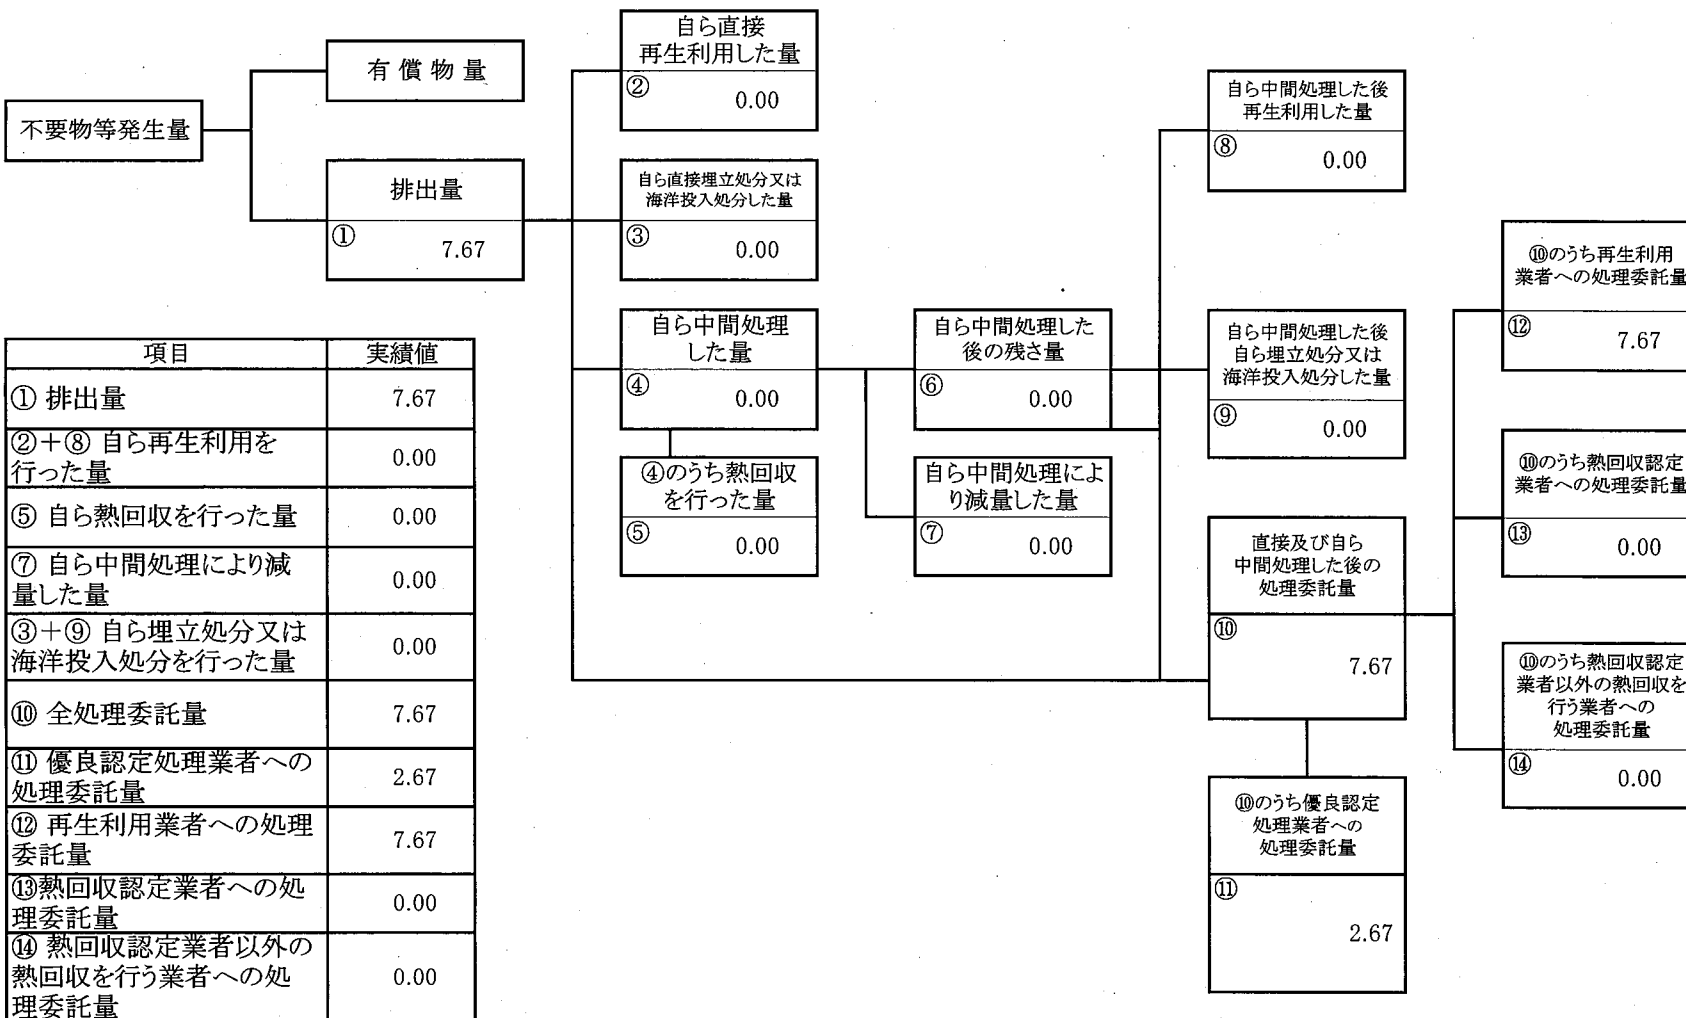 不要物等発生量
有償物量
排出量
①
7.67
自ら直接
再生利用した量
②
0.00
自ら直接埋立処分又は
海洋投入処分した量
③
0.00
自ら中間処理
した量
④
0.00
④のうち熱回収
を行った量
⑤
0.00
自ら中間処理した
後の残さ量
⑥
0.00
自ら中間処理によ
り減量した量
⑦
0.00
自ら中間処理した後
再生利用した量
⑧
0.00
自ら中間処理した後
自ら埋立処分又は
海洋投入処分した量
⑨
0.00
直接及び自ら
中間処理した後の
処理委託量
⑩
7.67
⑩のうち優良認定
処理業者への
処理委託量
⑪
2.67
⑩のうち再生利用
業者への処理委託量
⑫
7.67
⑩のうち熱回収認定
業者への処理委託量
⑬
0.00
⑩のうち熱回収認定
業者以外の熱回収を
行う業者への
処理委託量
⑭
0.00
項目 実績値
① 排出量 7.67
②＋⑧ 自ら再生利用を
行った量 0.00
⑤ 自ら熱回収を行った量 0.00
⑦ 自ら中間処理により減
量した量 0.00
③＋⑨ 自ら埋立処分又は
海洋投入処分を行った量 0.00
⑩ 全処理委託量 7.67
⑪ 優良認定処理業者への
処理委託量 2.67
⑫ 再生利用業者への処理
委託量 7.67
⑬熱回収認定業者への処
理委託量 0.00
⑭ 熱回収認定業者以外の
熱回収を行う業者への処
理委託量 0.00